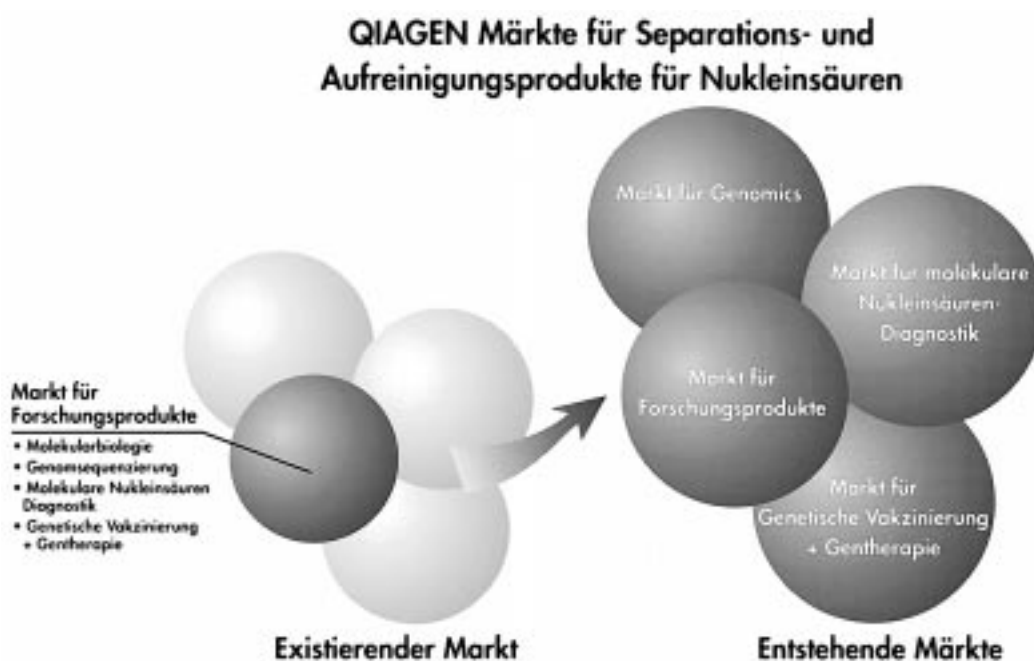 QIAGEN Märkte für Separations- und
Aufreinigungsprodukte für Nukleinsäuren
Markt für
Forschungsprodukte
• Molekularbiologie
• Genomsequenzierung
• Molekulare Nukleinsäuren
Diagnostik
• Genetische Vakzinierung
+ Gentherapie
Existierender Markt
Markt für Genomics
Markt für molekulare
Nukleinsäuren-
Diagnostik
Markt für
Forschungsprodukte
Markt für
Genetische Vakzinierung
+ Gentherapie
Entstehende Märkte